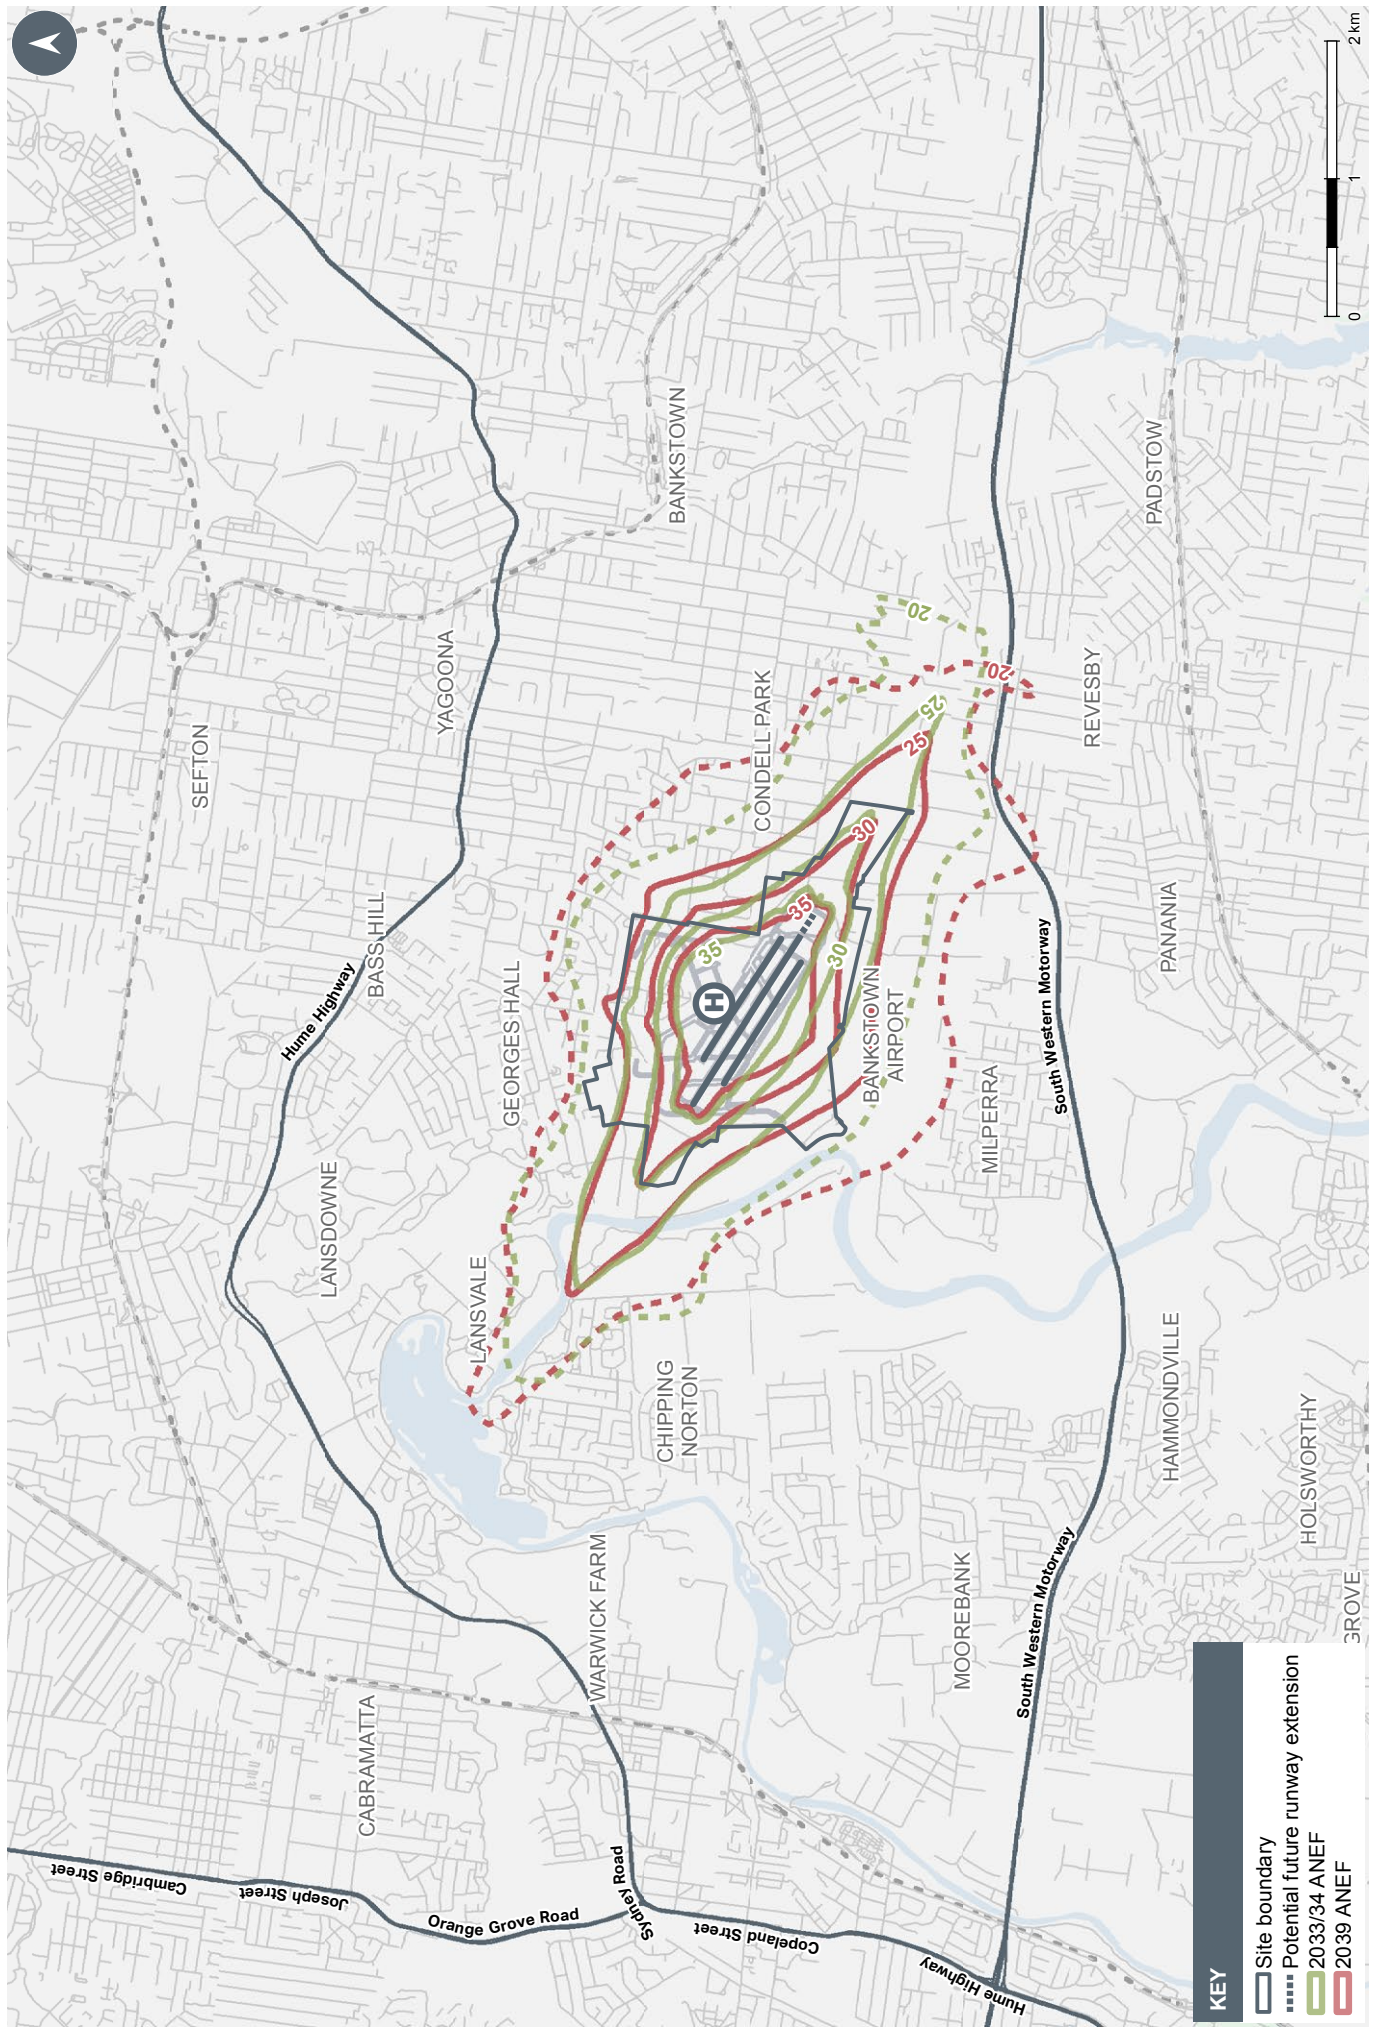 SEFTON
YAGOONA
BANKSTOWN
BASS HILL
Hume Highway
GEORGES HALL
CONDELL PARK
LANSDOWNE
LANSVALE
CABRAMATTA
WARWICK FARM
CHIPPING
NORTON
BANKSTOWN
AIRPORT
MILPERRA
REVESBY
PADSTOW
PANANIA
MOOREBANK
HAMMONDVILLE
HOLSWORTHY
GROVE
South Western Motorway
South Western Motorway
Cambridge Street
Joseph Street
Orange Grove Road
Sydney Road
Copeland Street
Hume Highway
H
35
35
30
30
25
25
20
20
KEY
Site boundary
Potential future runway extension
2033/34 ANEF
2039 ANEF
0
1
2 km